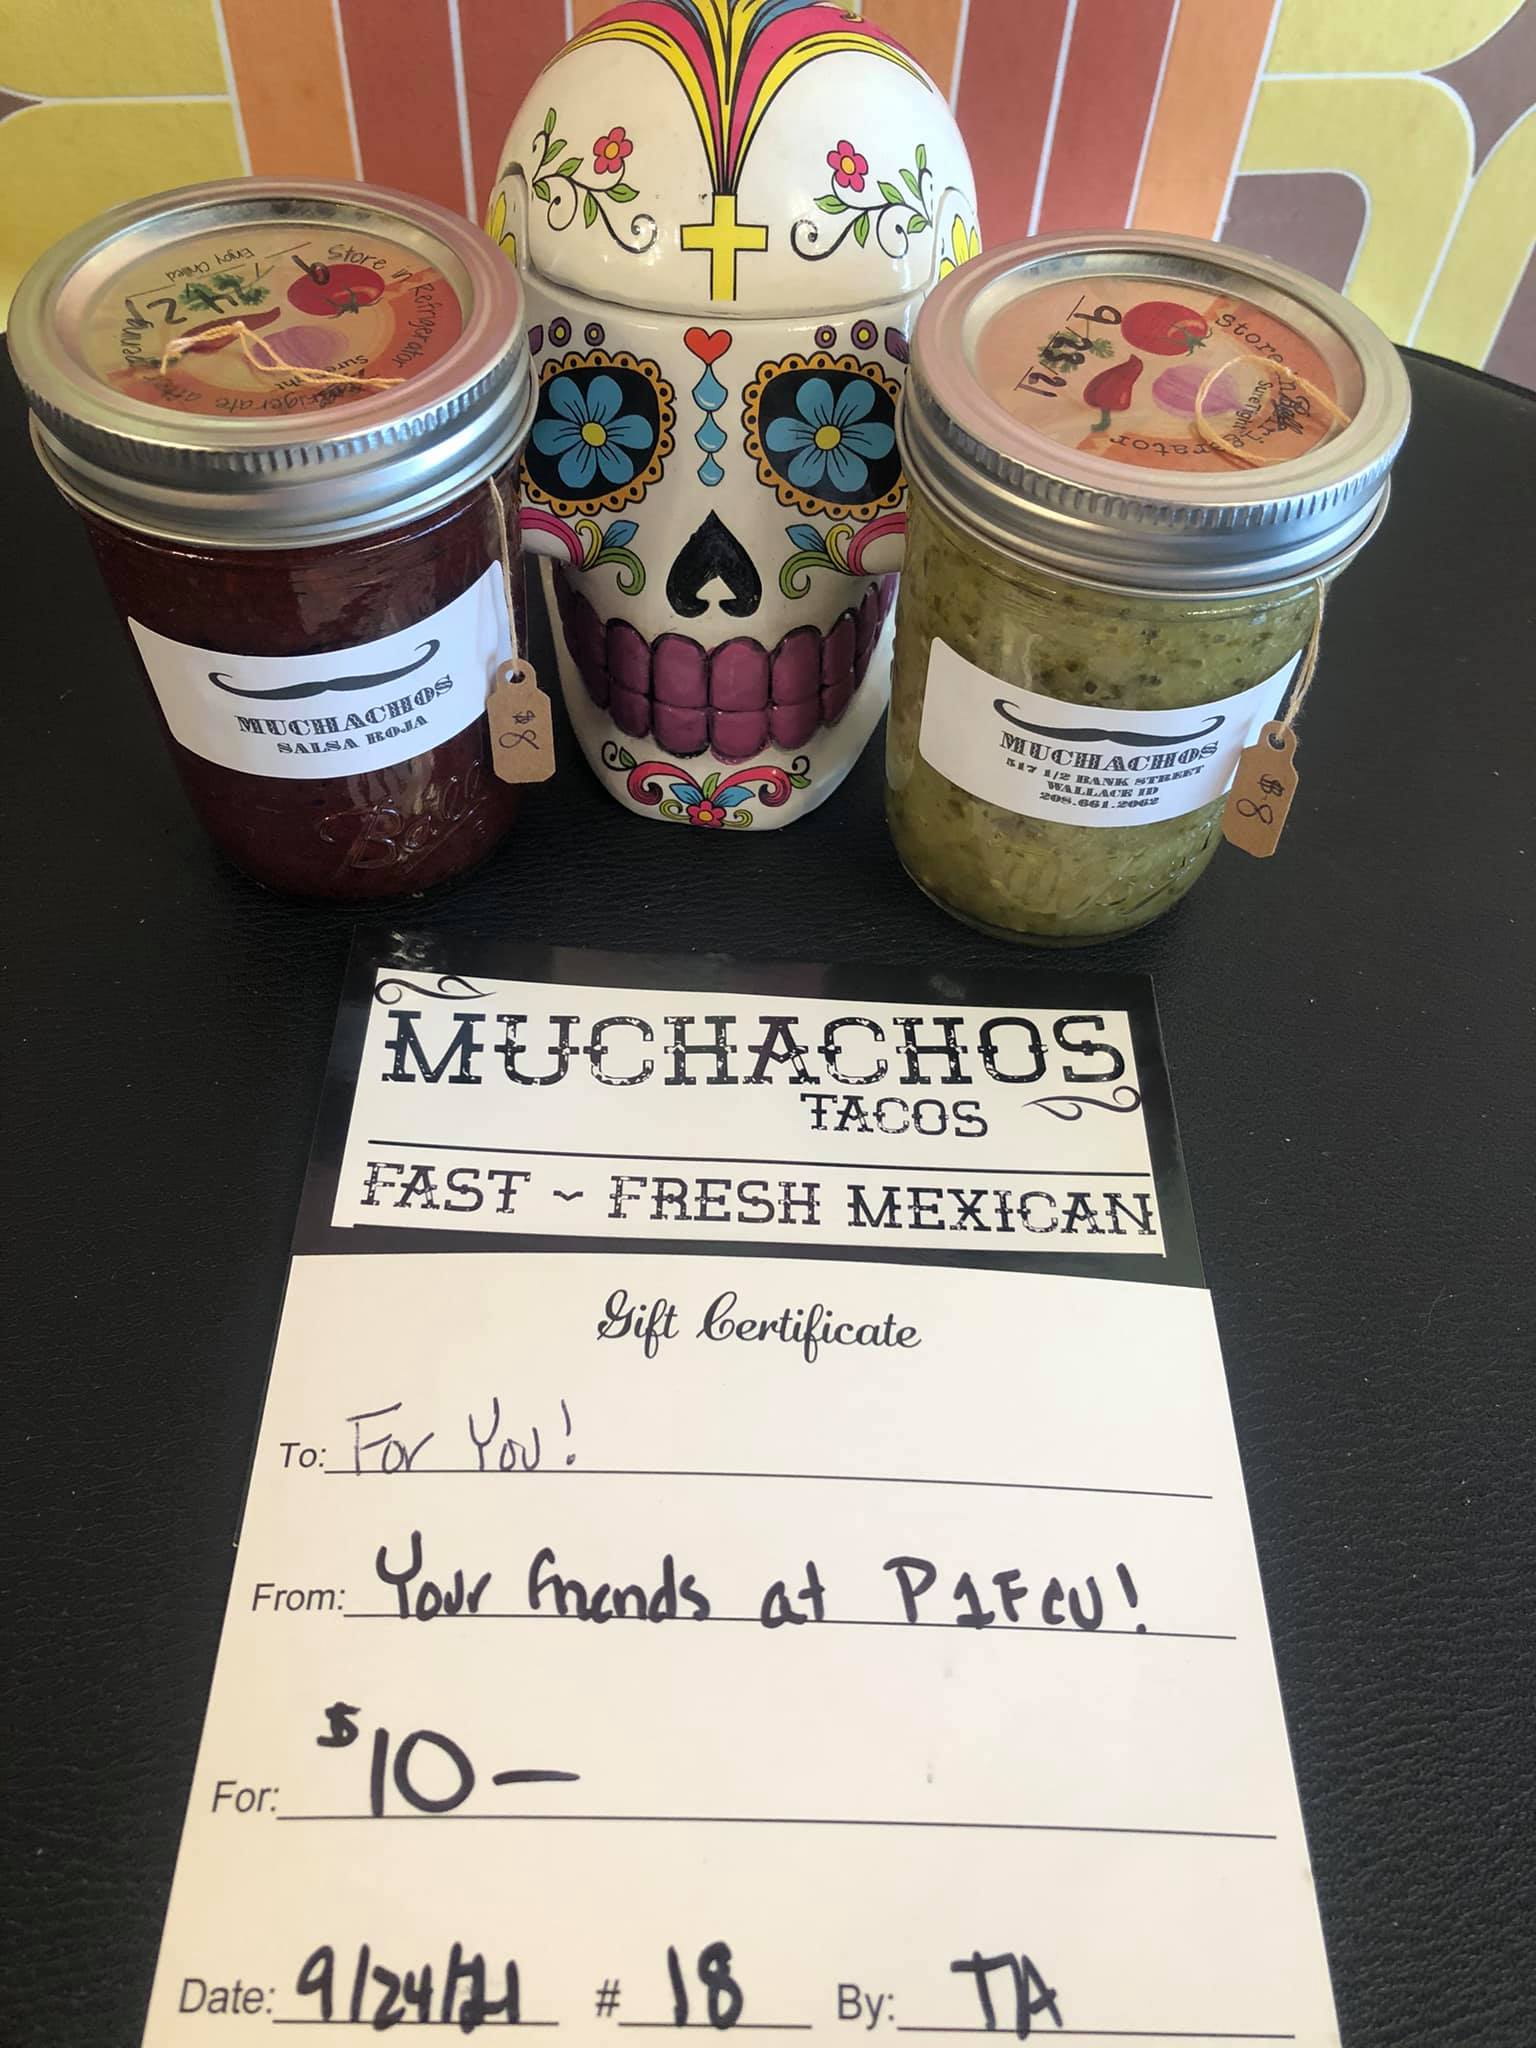 Store in Refrigerator
Enjoy Chilled
Store in
MUCHACHOS
SALSA ROJA
Ball
$8
MUCHACHOS
517 1/2 BANK STREET
WALLACE ID
208.661.2062
$8
MUCHACHOS
TACOS
FAST ~ FRESH MEXICAN
Gift Certificate
To: For You!
From: Your friends at P1FCU!
For: $10-
Date: 9/24/21 # 18 By: TA